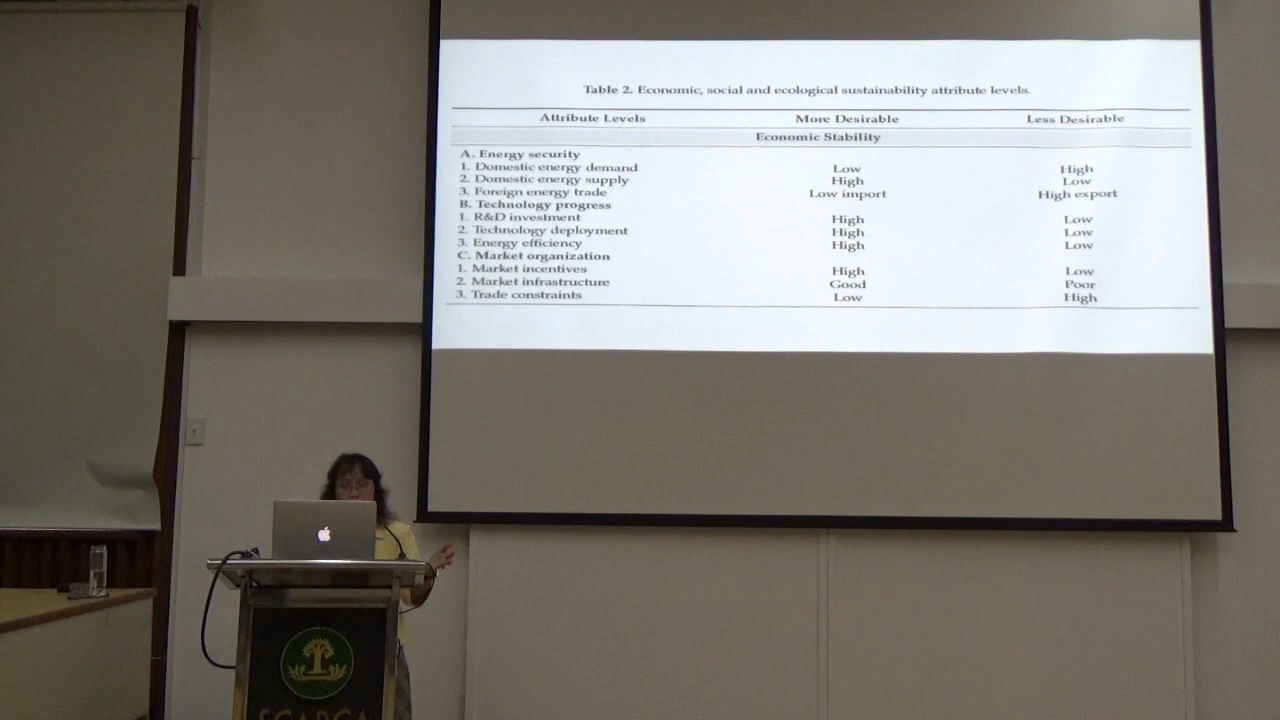 Table 2. Economic, social and ecological sustainability attribute levels.
Attribute Levels More Desirable Less Desirable
Economic Stability
A. Energy security
1. Domestic energy demand Low High
2. Domestic energy supply High Low
3. Foreign energy trade Low import High export
B. Technology progress
1. R&D investment High Low
2. Technology deployment High Low
3. Energy efficiency High Low
C. Market organization
1. Market incentives High Low
2. Market infrastructure Good Poor
3. Trade constraints Low High
SEARCA